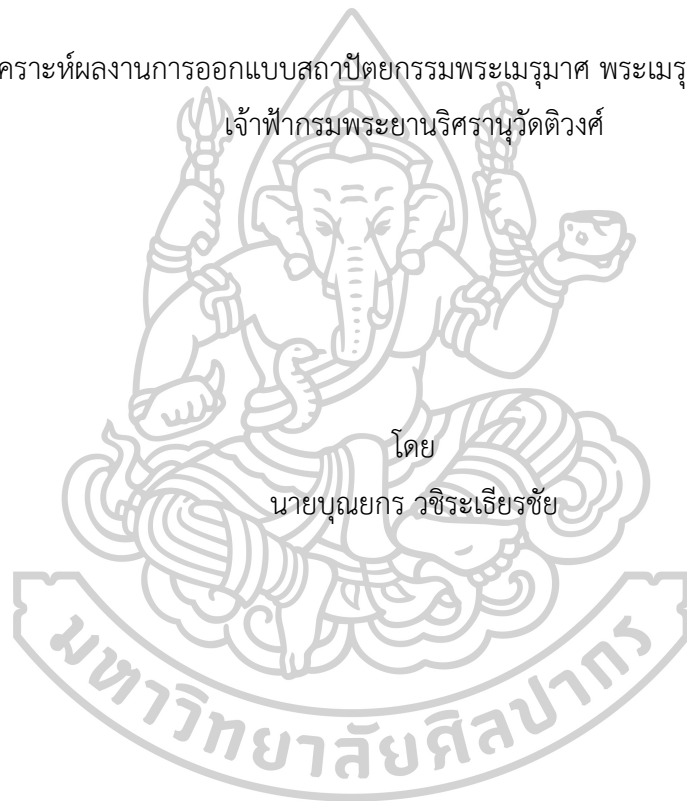 คราะห์ผลงานการออกแบบสถาปัตยกรรมพระเมรุมาศ พระเมรุ
เจ้าฟ้ากรมพระยานริศรานุวัดติวงศ์
โดย
นายบุณยกร วชิระเธียรชัย
มหาวิทยาลัยศิลปากร